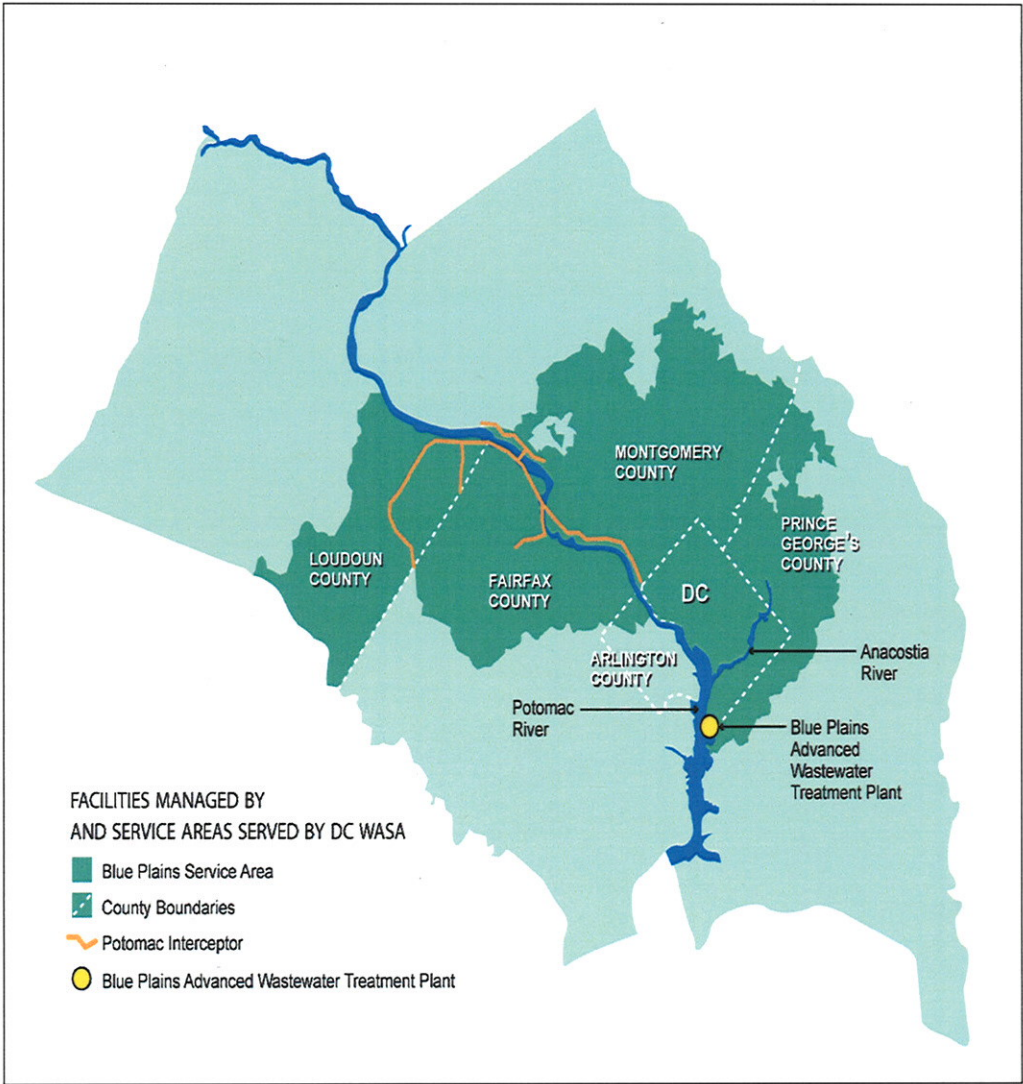 MONTGOMERY
COUNTY
PRINCE
GEORGE'S
COUNTY
LOUDOUN
COUNTY
FAIRFAX
COUNTY
DC
ARLINGTON
COUNTY
Anacostia
River
Potomac
River
Blue Plains
Advanced
Wastewater
Treatment Plant
FACILITIES MANAGED BY
AND SERVICE AREAS SERVED BY DC WASA
Blue Plains Service Area
County Boundaries
Potomac Interceptor
Blue Plains Advanced Wastewater Treatment Plant